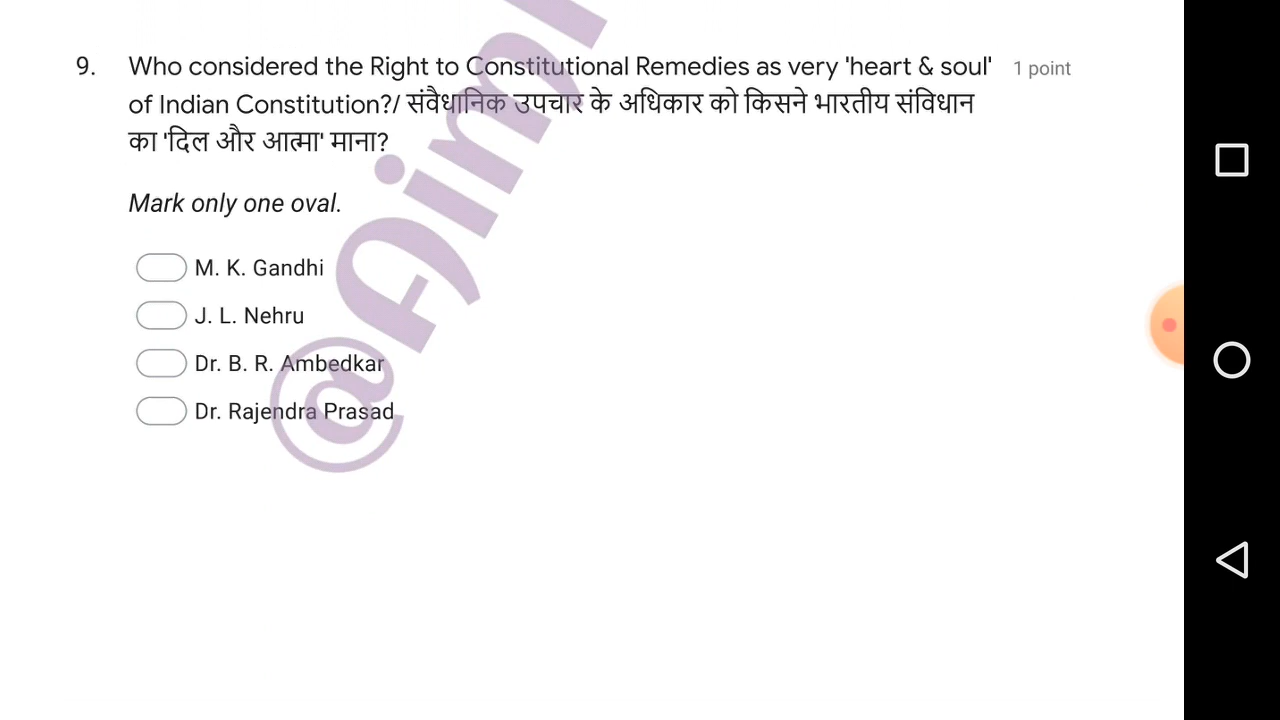 9. Who considered the Right to Constitutional Remedies as very 'heart & soul' 1 point
of Indian Constitution?/ संवैधानिक उपचार के अधिकार को किसने भारतीय संविधान
का 'दिल और आत्मा' माना?
Mark only one oval.
M. K. Gandhi
J. L. Nehru
Dr. B. R. Ambedkar
Dr. Rajendra Prasad